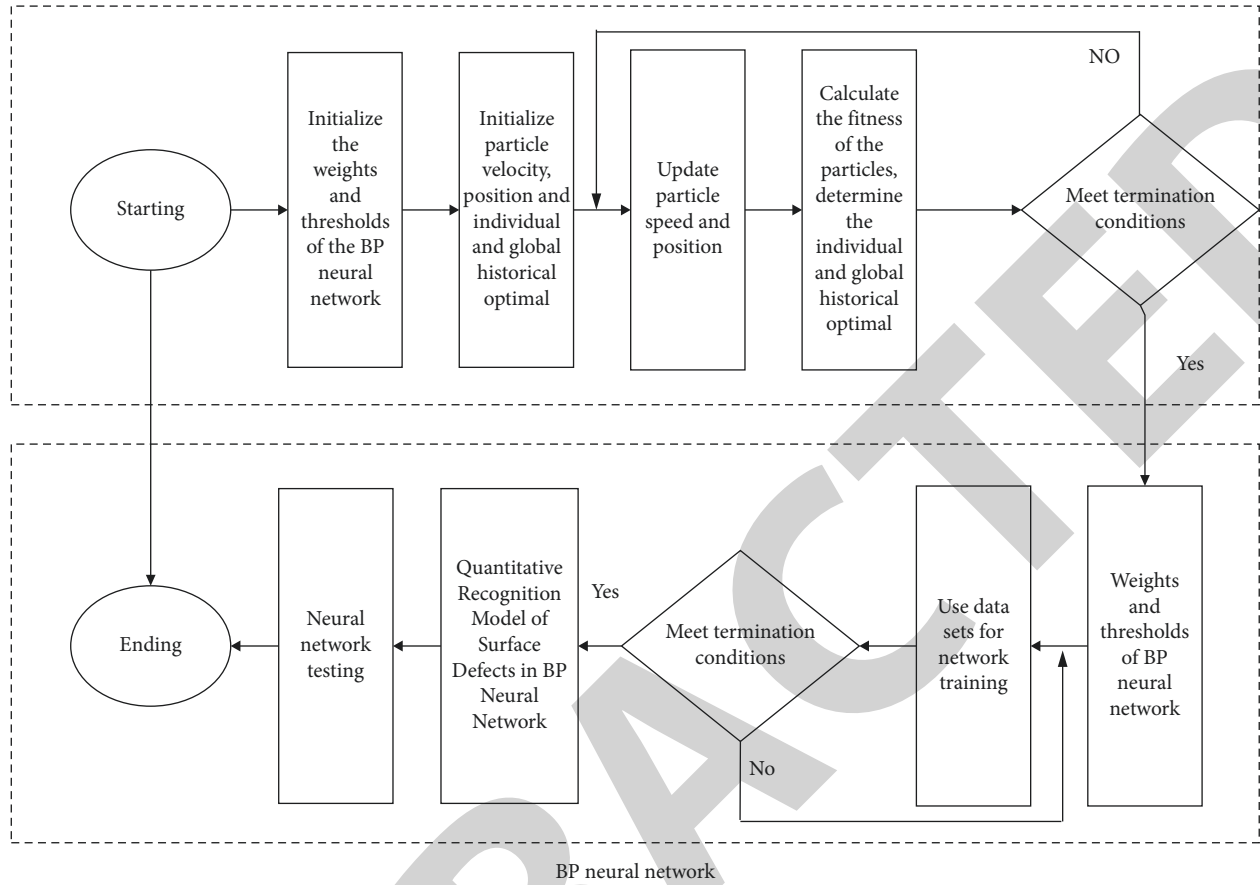 Starting
Initialize
the
weights
and
thresholds
of the BP
neural
network
Initialize
particle
velocity,
position and
individual
and global
historical
optimal
Update
particle
speed and
position
Calculate
the fitness
of the
particles,
determine
the
individual
and global
historical
optimal
NO
Meet termination
conditions
Yes
Ending
Neural
network
testing
Quantitative
Recognition
Model of
Surface
Defects in BP
Neural
Network
Yes
Meet termination
conditions
No
Use data
sets for
network
training
Weights
and
thresholds
of BP
neural
network
BP neural network
RACTED